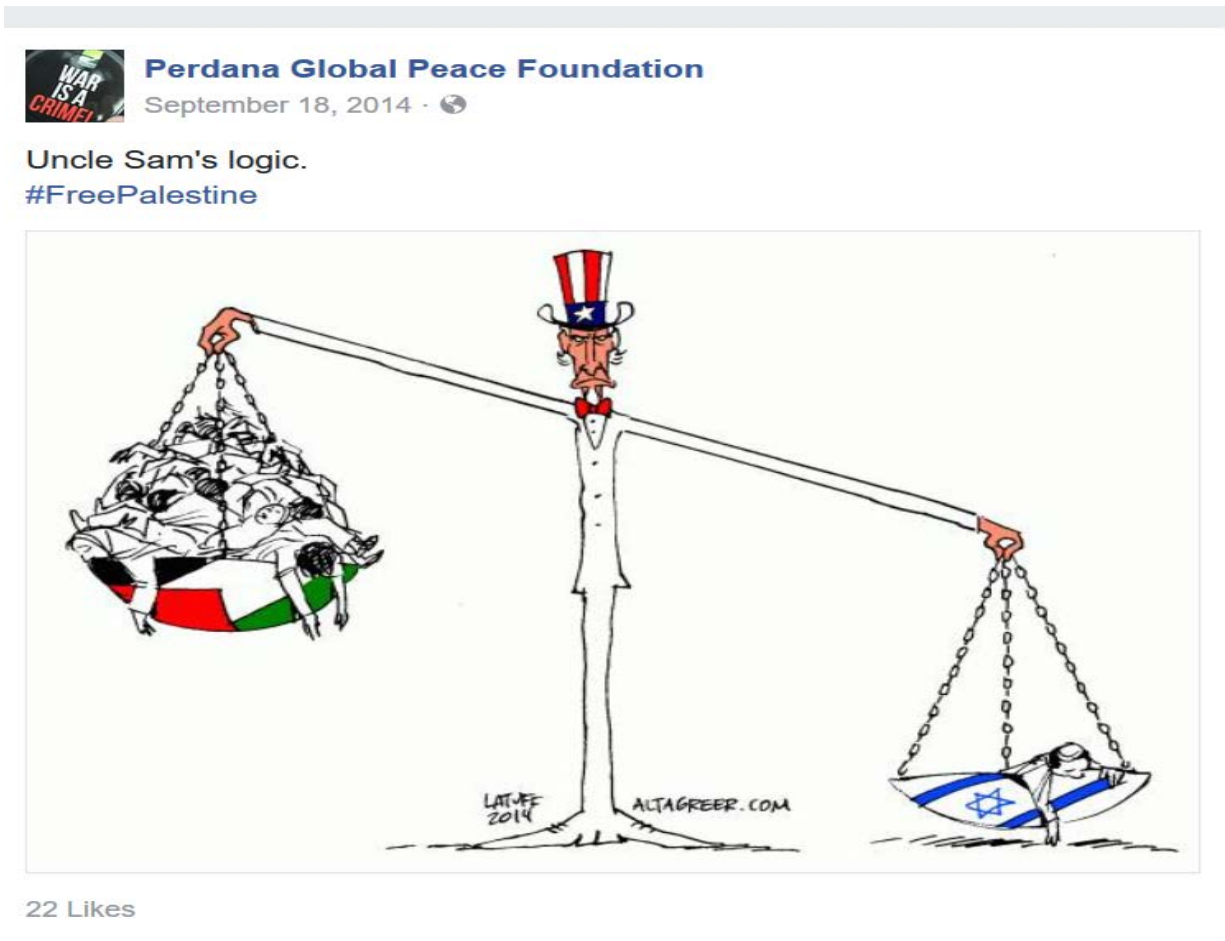 WAR
IS A
CRIME!
Perdana Global Peace Foundation
September 18, 2014 ·
Uncle Sam's logic.
#FreePalestine
LATUFF
2014
ALTAGREER.COM
22 Likes